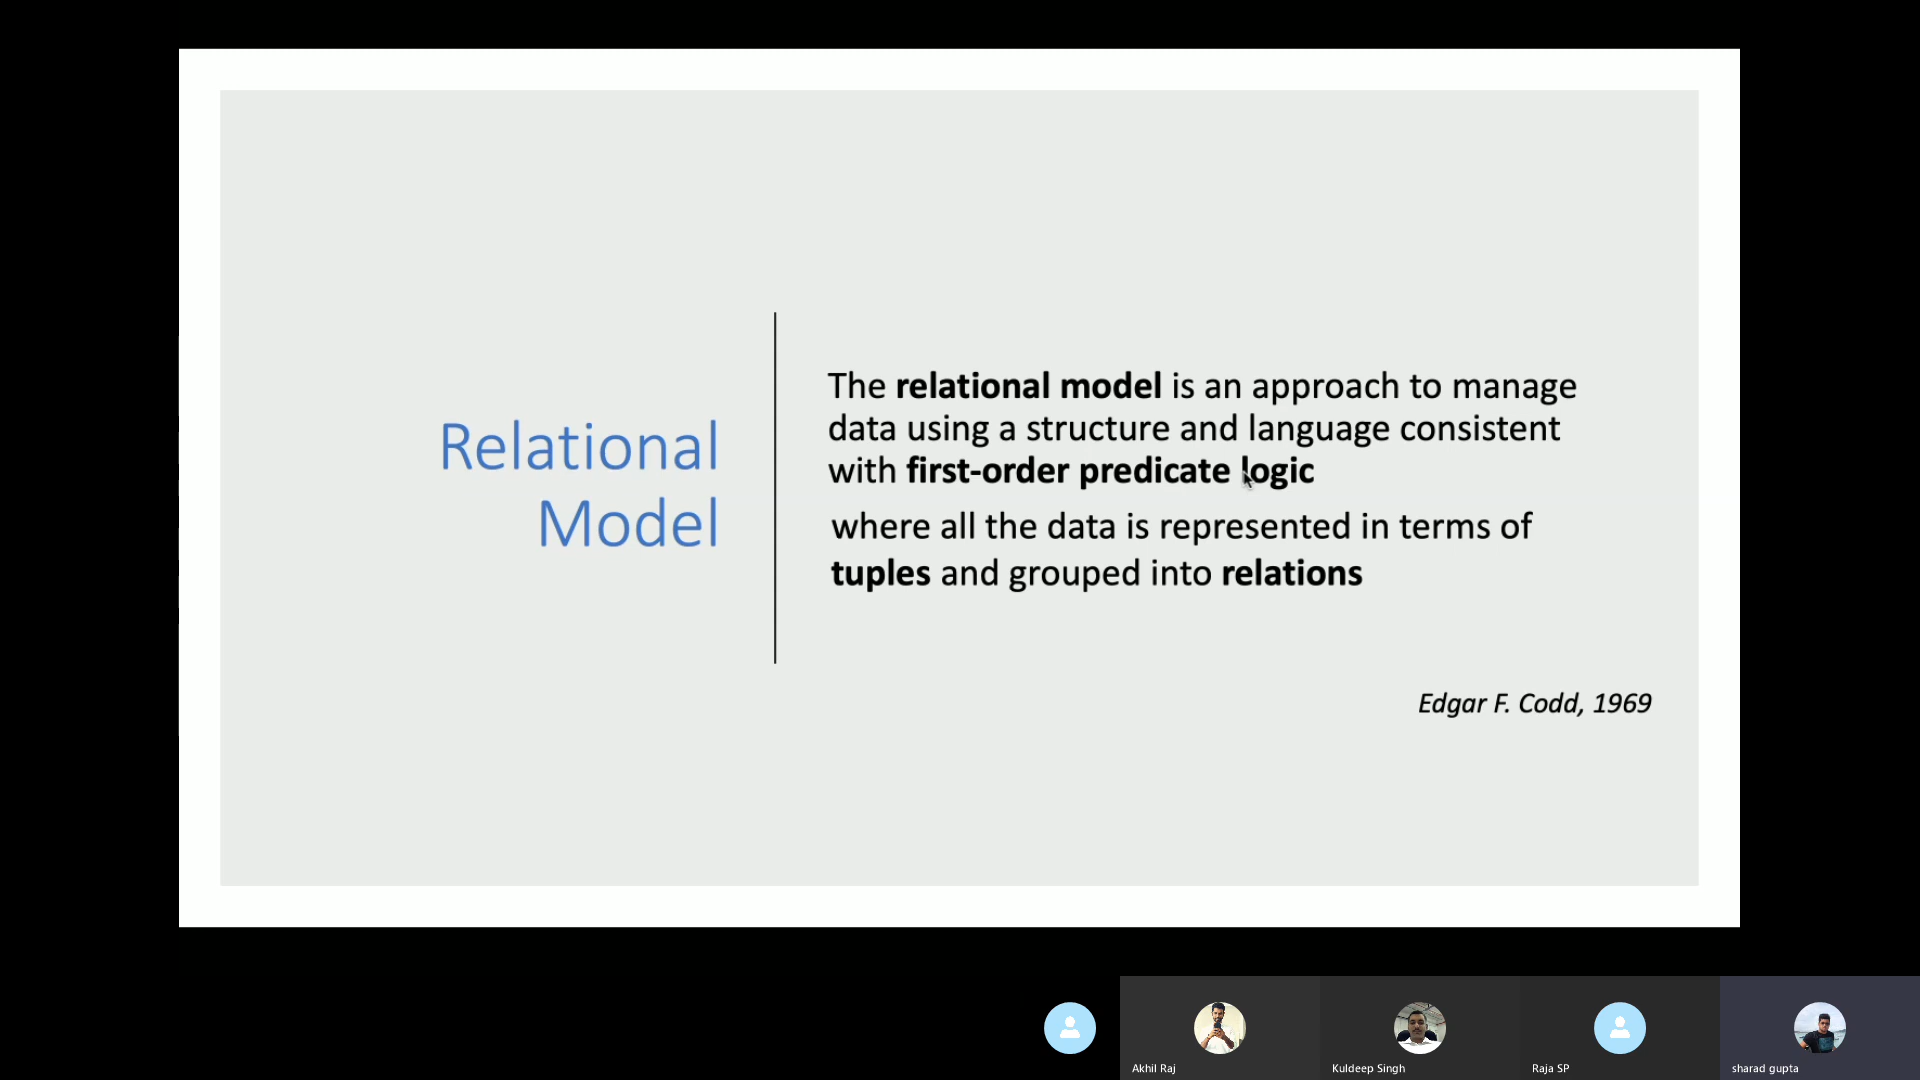 Relational
Model
The relational model is an approach to manage
data using a structure and language consistent
with first-order predicate logic
where all the data is represented in terms of
tuples and grouped into relations
Edgar F. Codd, 1969
Akhil Raj
Kuldeep Singh
Raja SP
sharad gupta